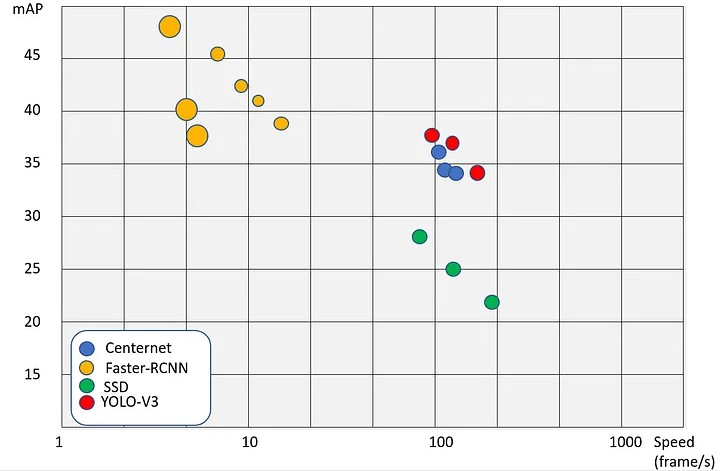 mAP
45
40
35
30
25
20
15
Centernet
Faster-RCNN
SSD
YOLO-V3
1 10 100 1000 Speed
(frame/s)